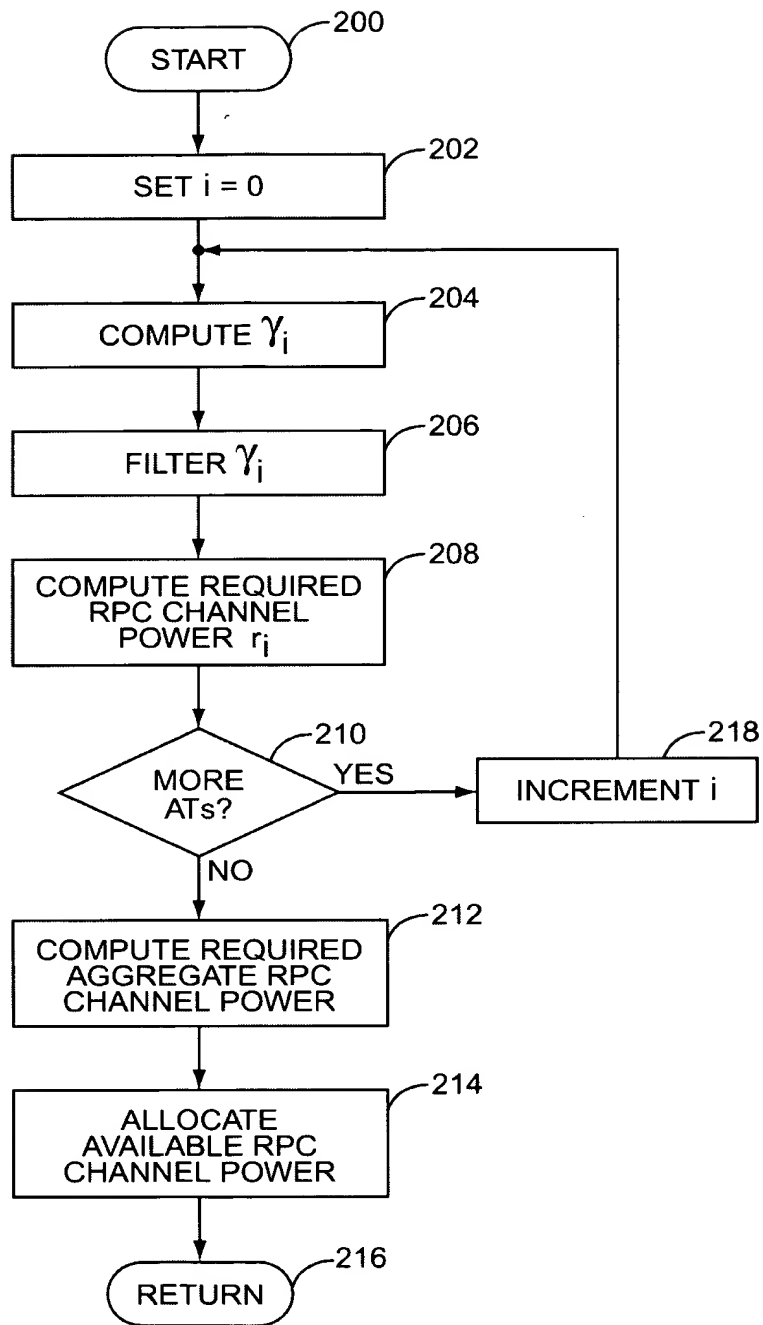 200
START
202
SET i = 0
204
COMPUTE γi
206
FILTER γi
208
COMPUTE REQUIRED
RPC CHANNEL
POWER ri
210
MORE
ATs?
YES
218
INCREMENT i
NO
212
COMPUTE REQUIRED
AGGREGATE RPC
CHANNEL POWER
214
ALLOCATE
AVAILABLE RPC
CHANNEL POWER
216
RETURN